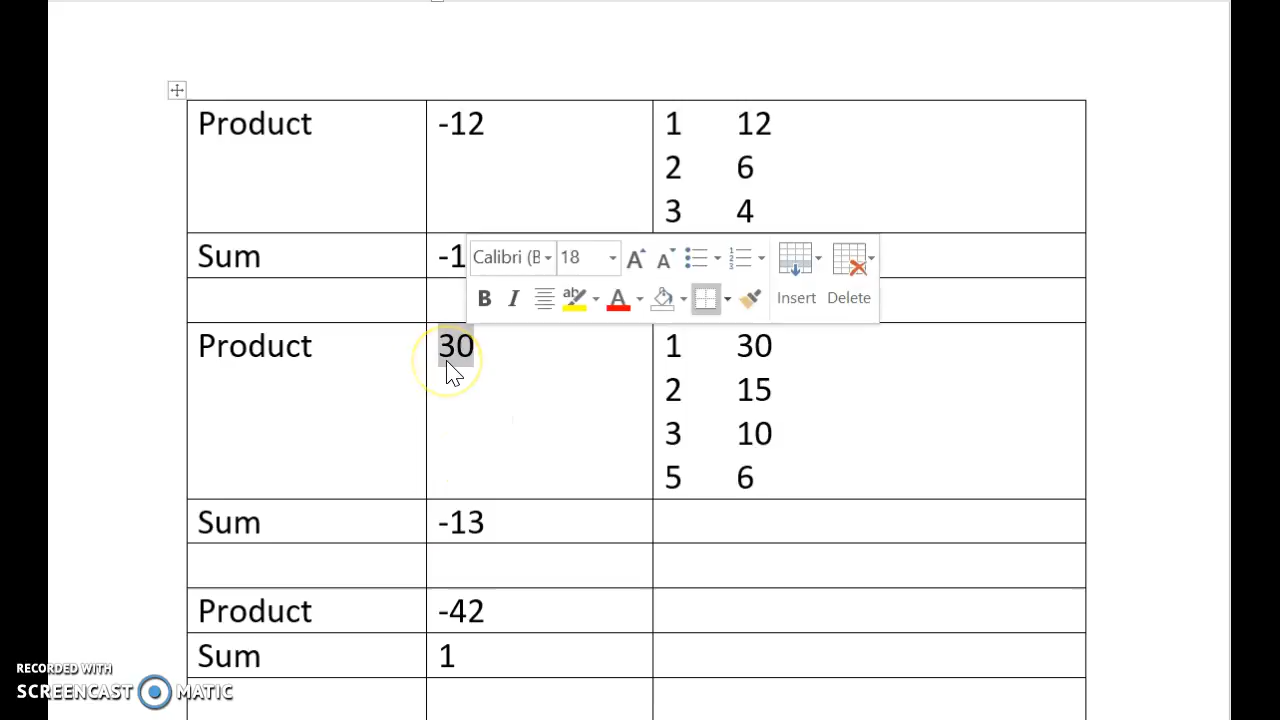 Product -12 1 12
2 6
3 4
Sum -1
Calibri (B 18
B I A Insert Delete
Product 30 1 30
2 15
3 10
5 6
Sum -13
Product -42
Sum 1
RECORDED WITH
SCREENCAST MATIC